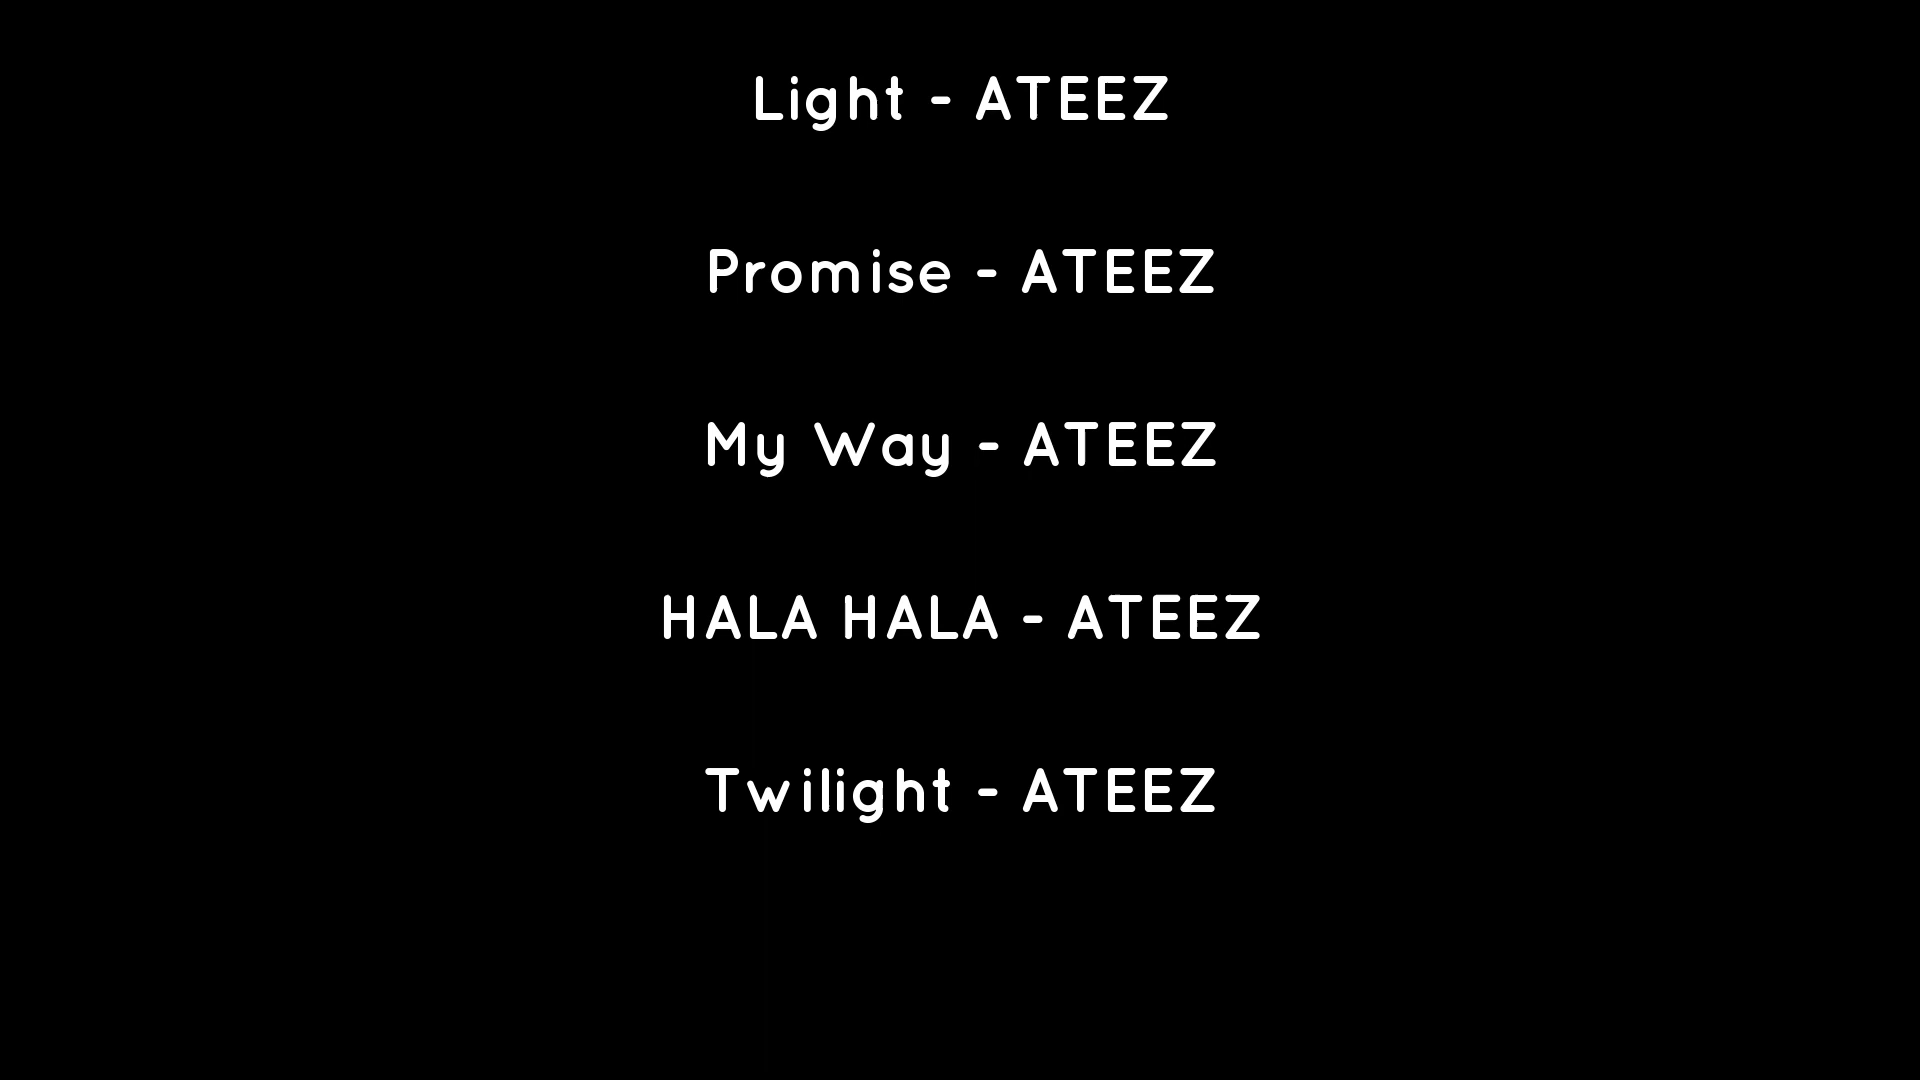 Light - ATEEZ
Promise - ATEEZ
My Way - ATEEZ
HALA HALA - ATEEZ
Twilight - ATEEZ